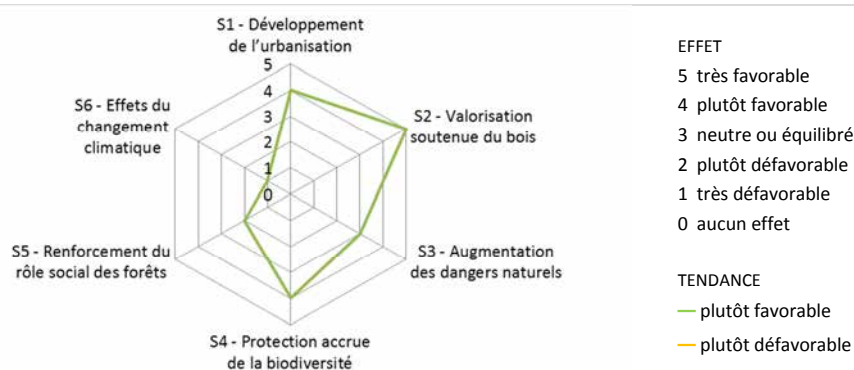 S1 - Développement
de l'urbanisation
5
4
3
2
1
0
S2 - Valorisation
soutenue du bois
S3 - Augmentation
des dangers naturels
S4 - Protection accrue
de la biodiversité
S5 - Renforcement du
rôle social des forêts
S6 - Effets du
changement
climatique
EFFET
5 très favorable
4 plutôt favorable
3 neutre ou équilibré
2 plutôt défavorable
1 très défavorable
0 aucun effet
TENDANCE
plutôt favorable
plutôt défavorable